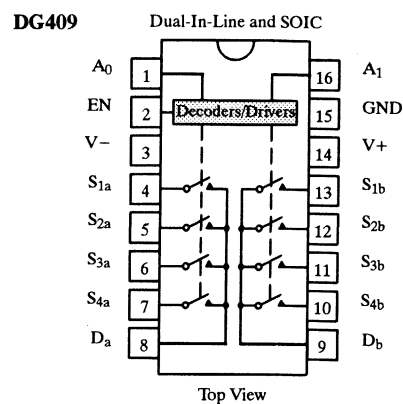 DG409
Dual-In-Line and SOIC
A0 1 16 A1
EN 2 Decoders/Drivers 15 GND
V− 3 14 V+
S1a 4 13 S1b
S2a 5 12 S2b
S3a 6 11 S3b
S4a 7 10 S4b
Da 8 9 Db
Top View